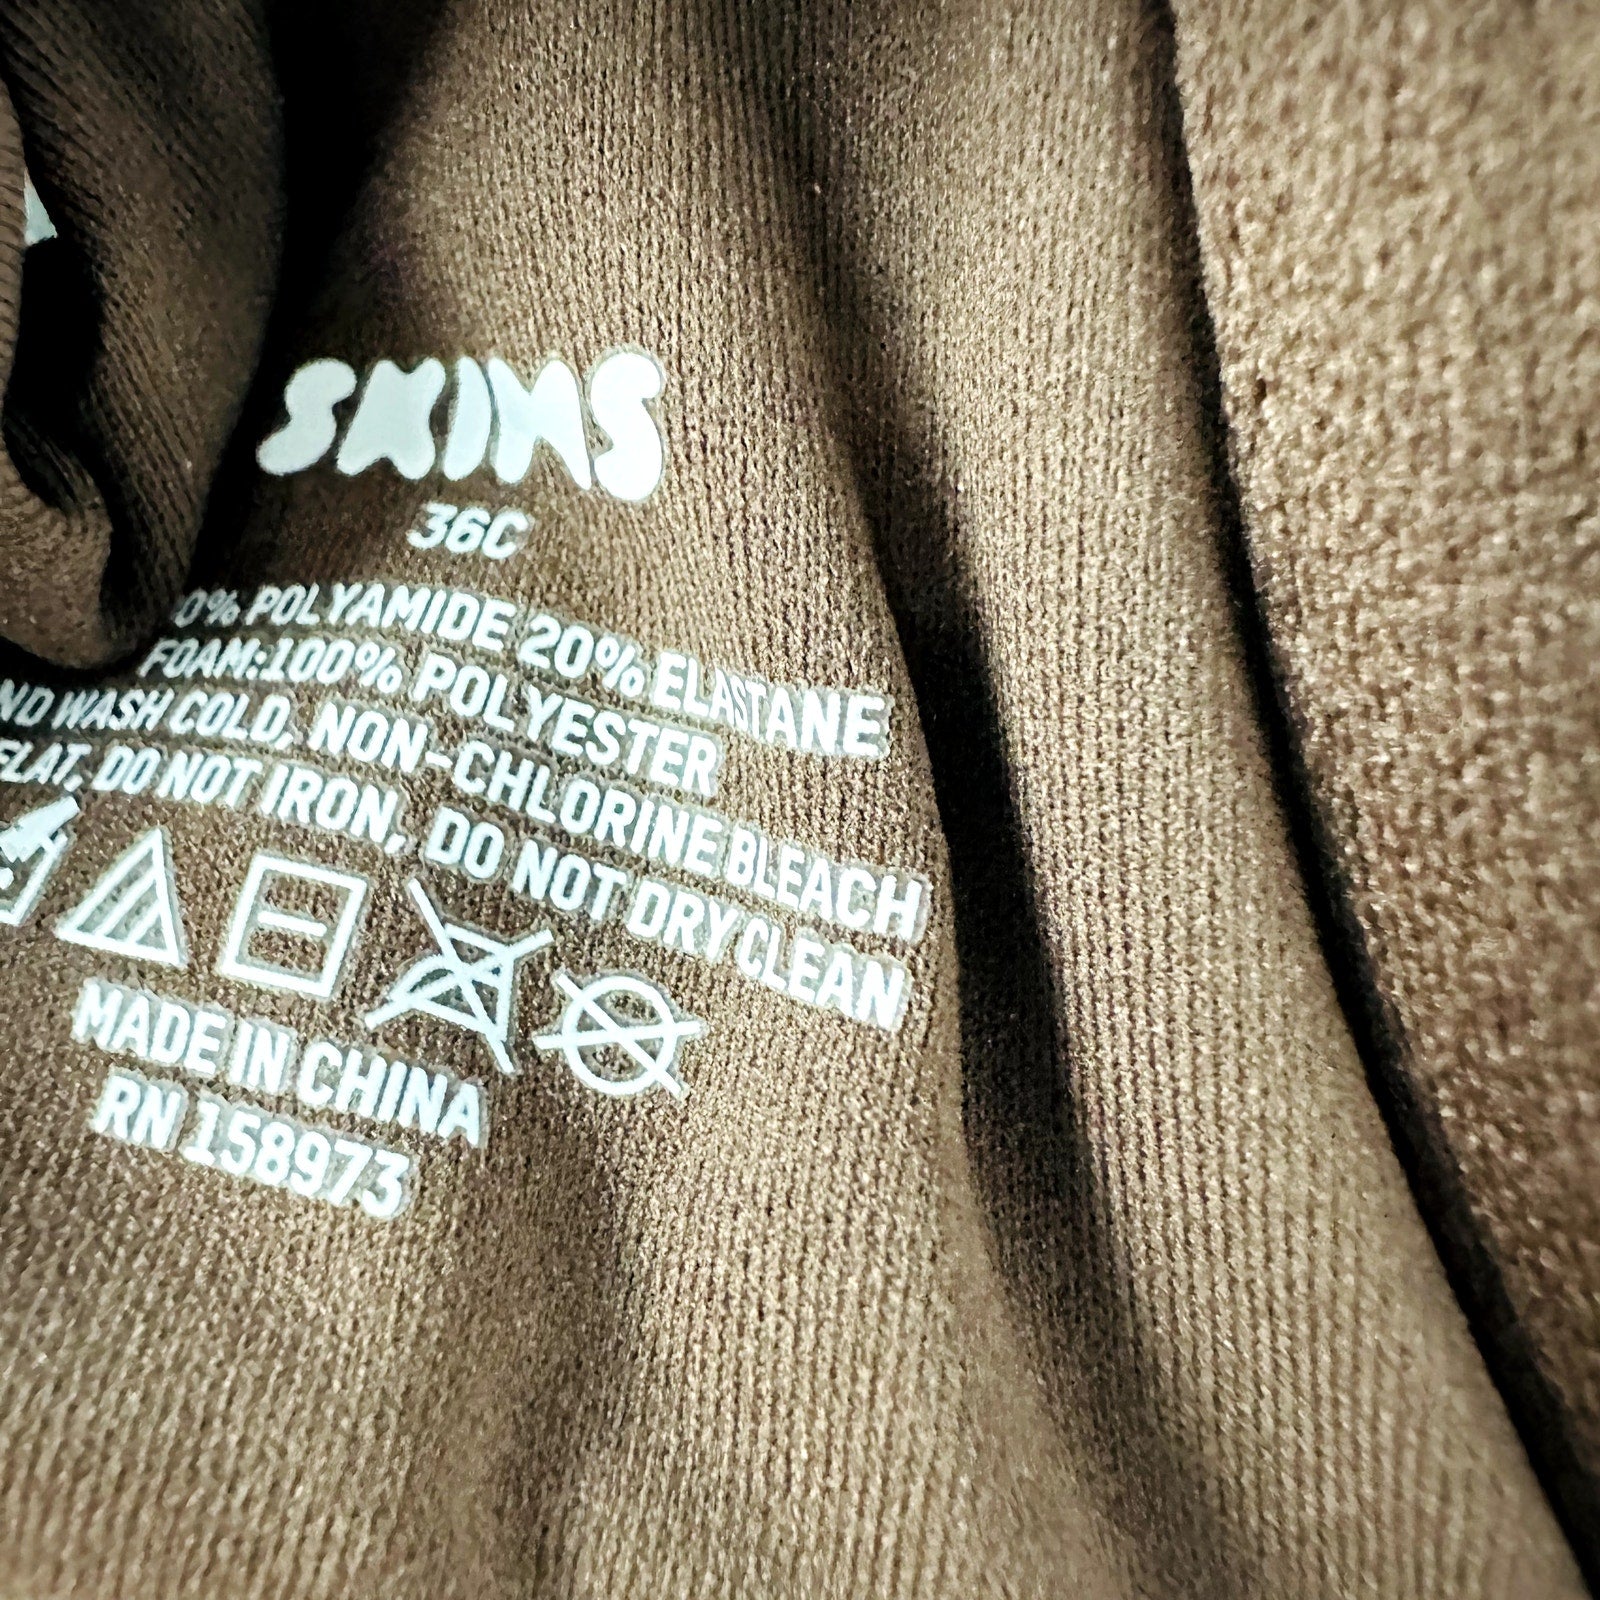 SKIMS
36C
0% POLYAMIDE 20% ELASTANE
FOAM:100% POLYESTER
ND WASH COLD, NON-CHLORINE BLEACH
FLAT, DO NOT IRON, DO NOT DRY CLEAN
MADE IN CHINA
RN 158973